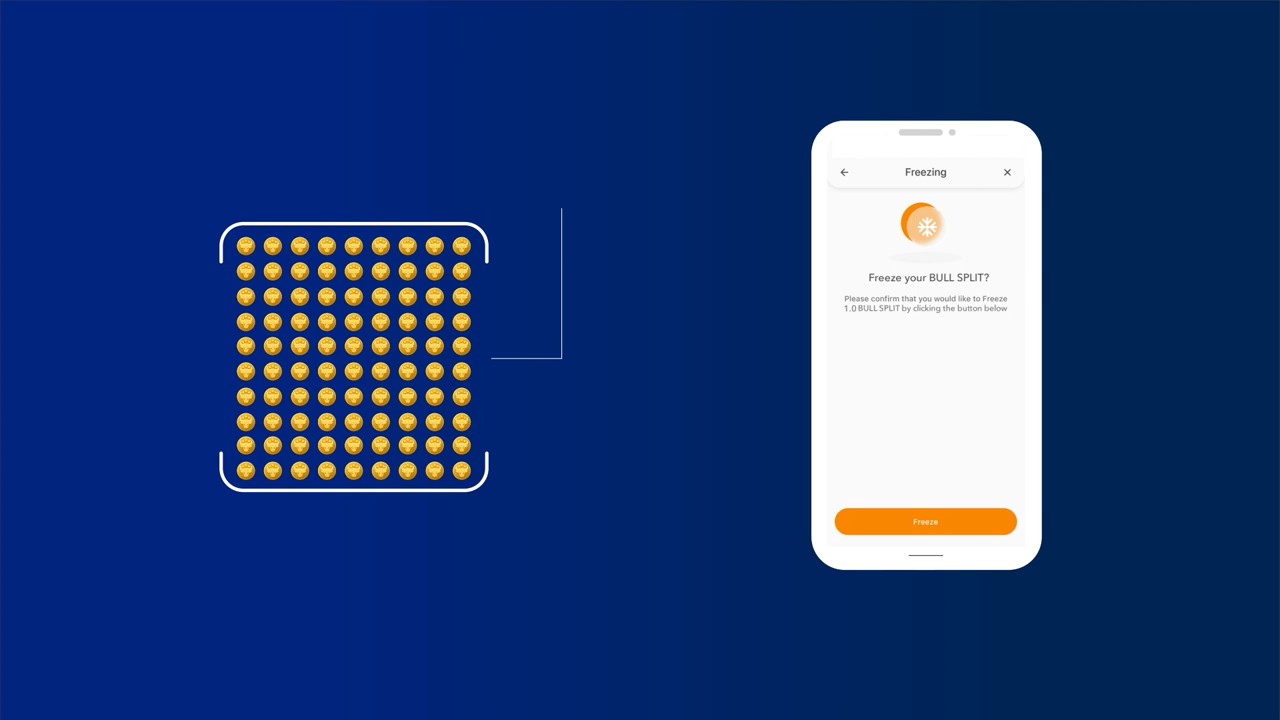 Freezing
Freeze your BULL SPLIT?
Please confirm that you would like to Freeze
1.0 BULL SPLIT by clicking the button below
Freeze